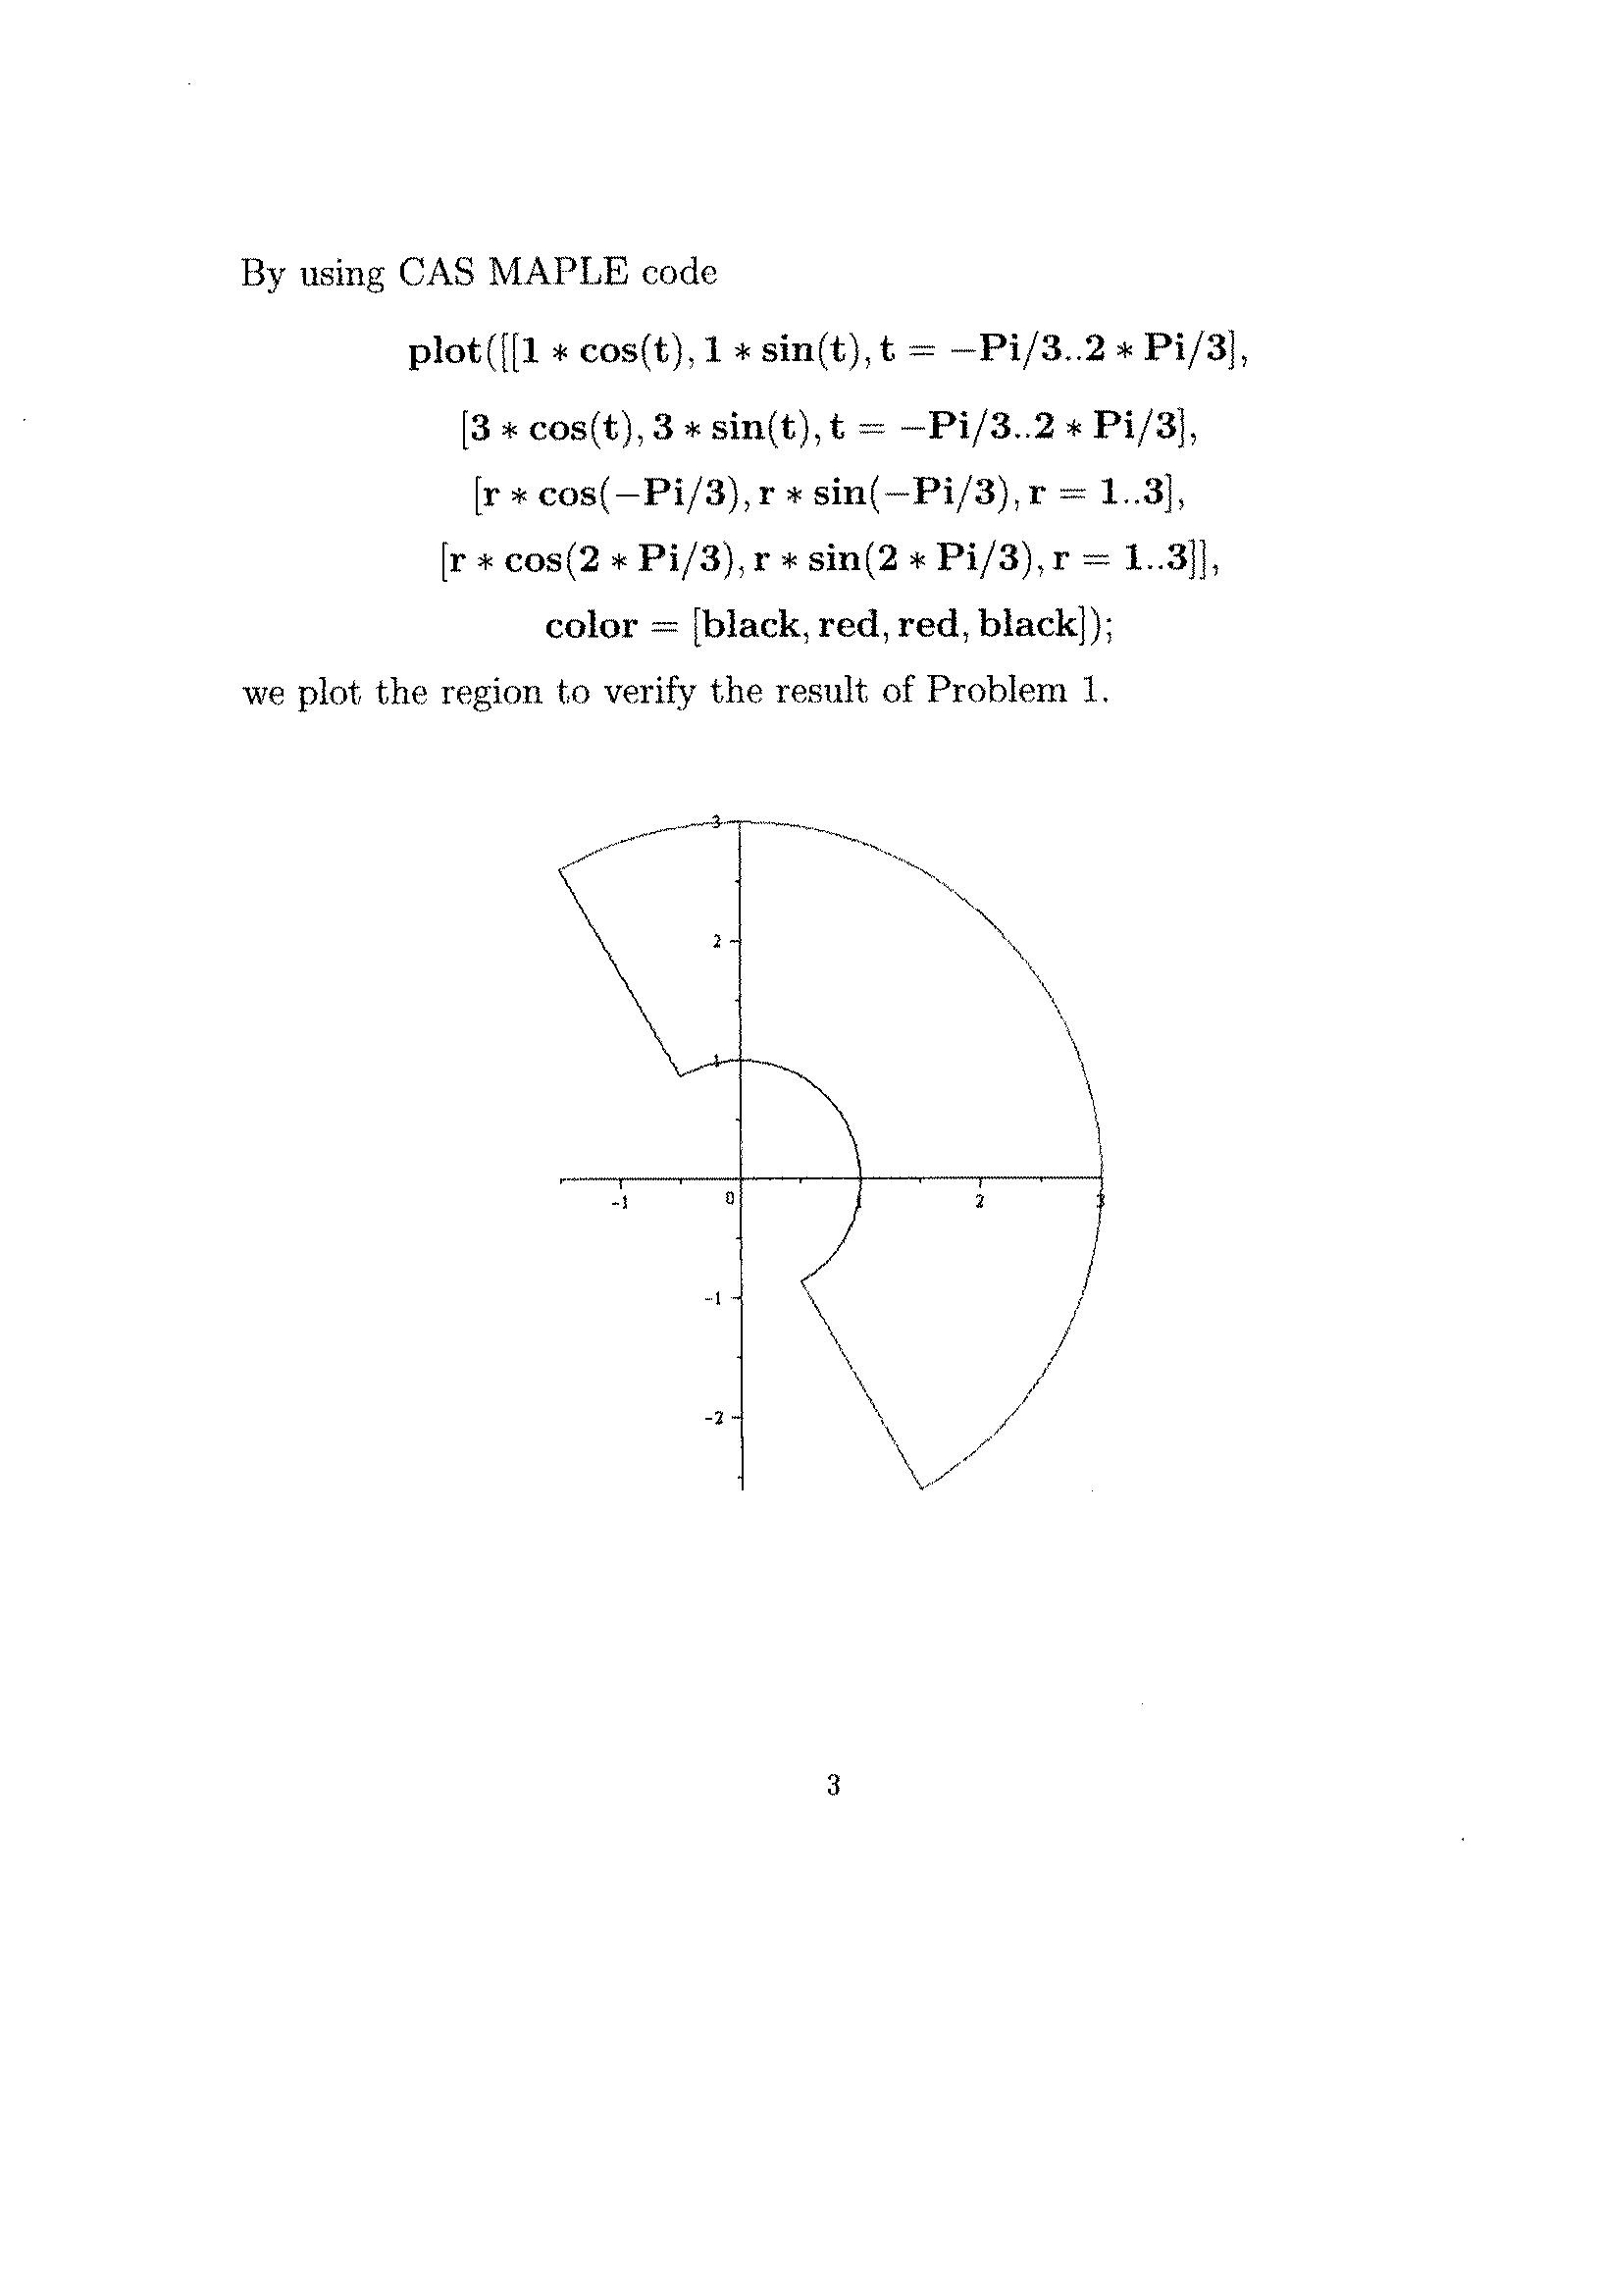 By using CAS MAPLE code
plot([[1 * cos(t), 1 * sin(t), t = −Pi/3..2 * Pi/3],
[3 * cos(t), 3 * sin(t), t = −Pi/3..2 * Pi/3],
[r * cos(−Pi/3), r * sin(−Pi/3), r = 1..3],
[r * cos(2 * Pi/3), r * sin(2 * Pi/3), r = 1..3]],
color = [black, red, red, black]);
we plot the region to verify the result of Problem 1.
3
2
1
-1 0 1 2 3
-1
-2
3